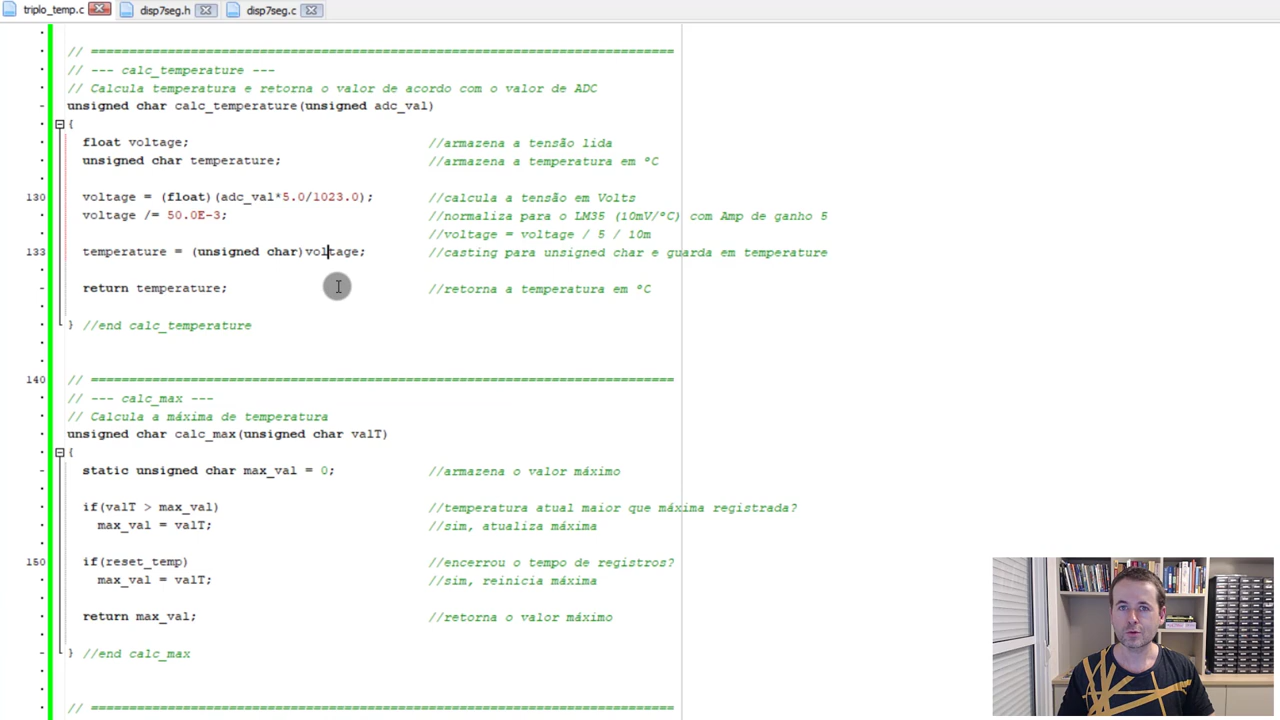 triplo_temp.c disp7seg.h disp7seg.c
// ============================================================================
// --- calc_temperature ---
// Calcula temperatura e retorna o valor de acordo com o valor de ADC
unsigned char calc_temperature(unsigned adc_val)
{
float voltage; //armazena a tensão lida
unsigned char temperature; //armazena a temperatura em ºC
130 voltage = (float)(adc_val*5.0/1023.0); //calcula a tensão em Volts
voltage /= 50.0E-3; //normaliza para o LM35 (10mV/ºC) com Amp de ganho 5
//voltage = voltage / 5 / 10m
133 temperature = (unsigned char)voltage; //casting para unsigned char e guarda em temperature
return temperature; //retorna a temperatura em ºC
} //end calc_temperature
140 // ============================================================================
// --- calc_max ---
// Calcula a máxima de temperatura
unsigned char calc_max(unsigned char valT)
{
static unsigned char max_val = 0; //armazena o valor máximo
if(valT > max_val) //temperatura atual maior que máxima registrada?
max_val = valT; //sim, atualiza máxima
150 if(reset_temp) //encerrou o tempo de registros?
max_val = valT; //sim, reinicia máxima
return max_val; //retorna o valor máximo
} //end calc_max
// ============================================================================